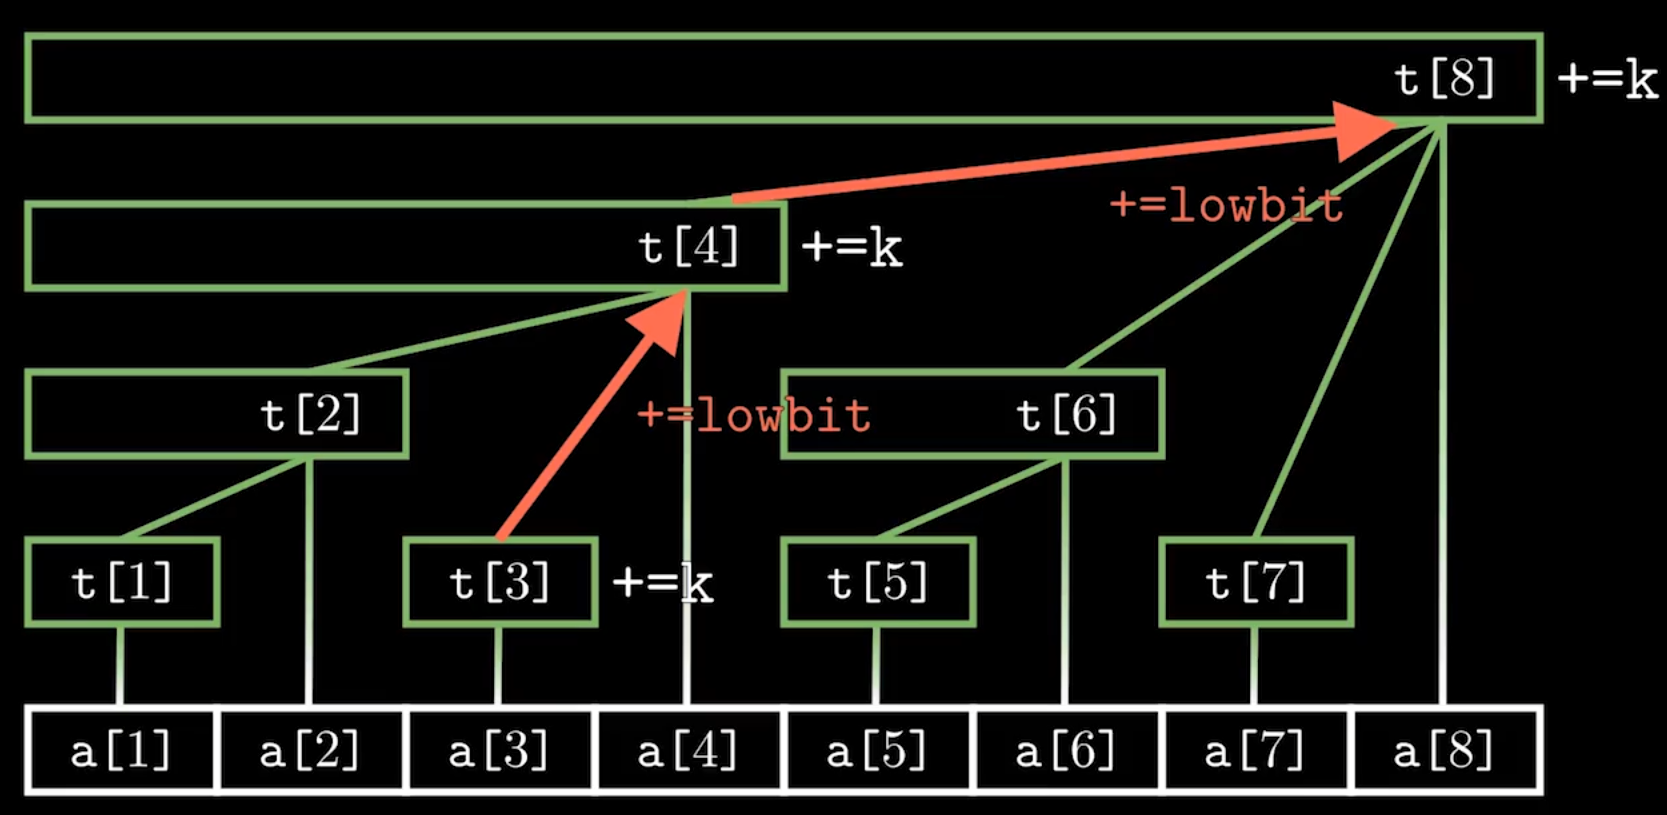 t[8] +=k
+=lowbit
t[4] +=k
t[2] +=lowbit t[6]
t[1] t[3] +=k t[5] t[7]
a[1] a[2] a[3] a[4] a[5] a[6] a[7] a[8]